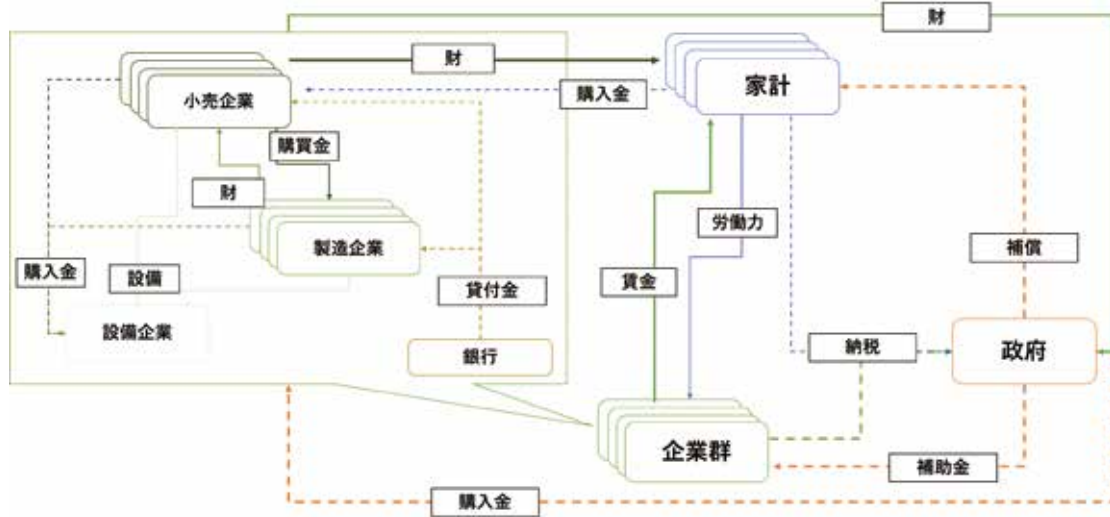 財
小売企業
財
家計
購入金
購買金
財
労働力
製造企業
補償
購入金
設備
賃金
貸付金
設備企業
納税
政府
銀行
企業群
補助金
購入金